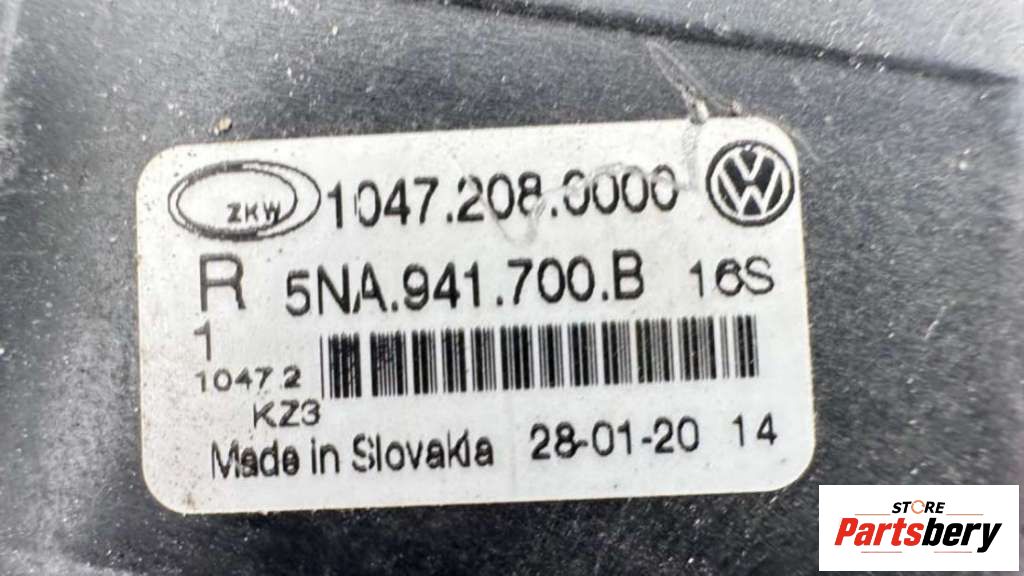 ZKW 1047.208.0000
R 5NA.941.700.B 16S
1
1047.2
KZ3
Made in Slovakia 28-01-20 14
STORE
Partsbery